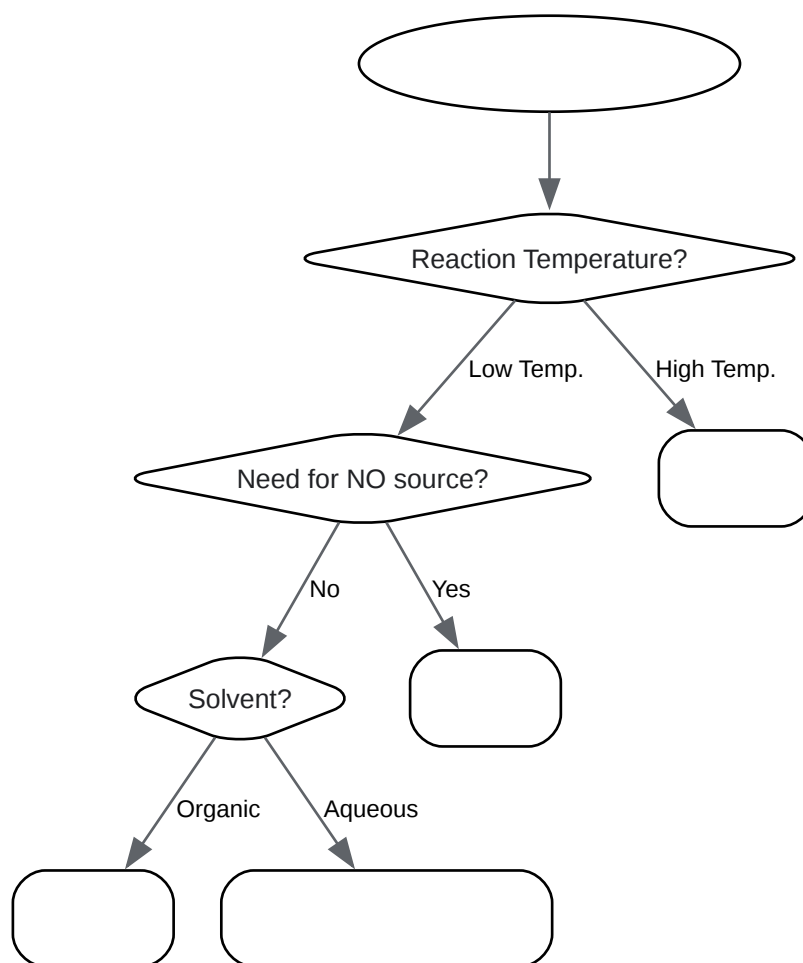 Reaction Temperature?
Low Temp.
High Temp.
Need for NO source?
No
Yes
Solvent?
Organic
Aqueous